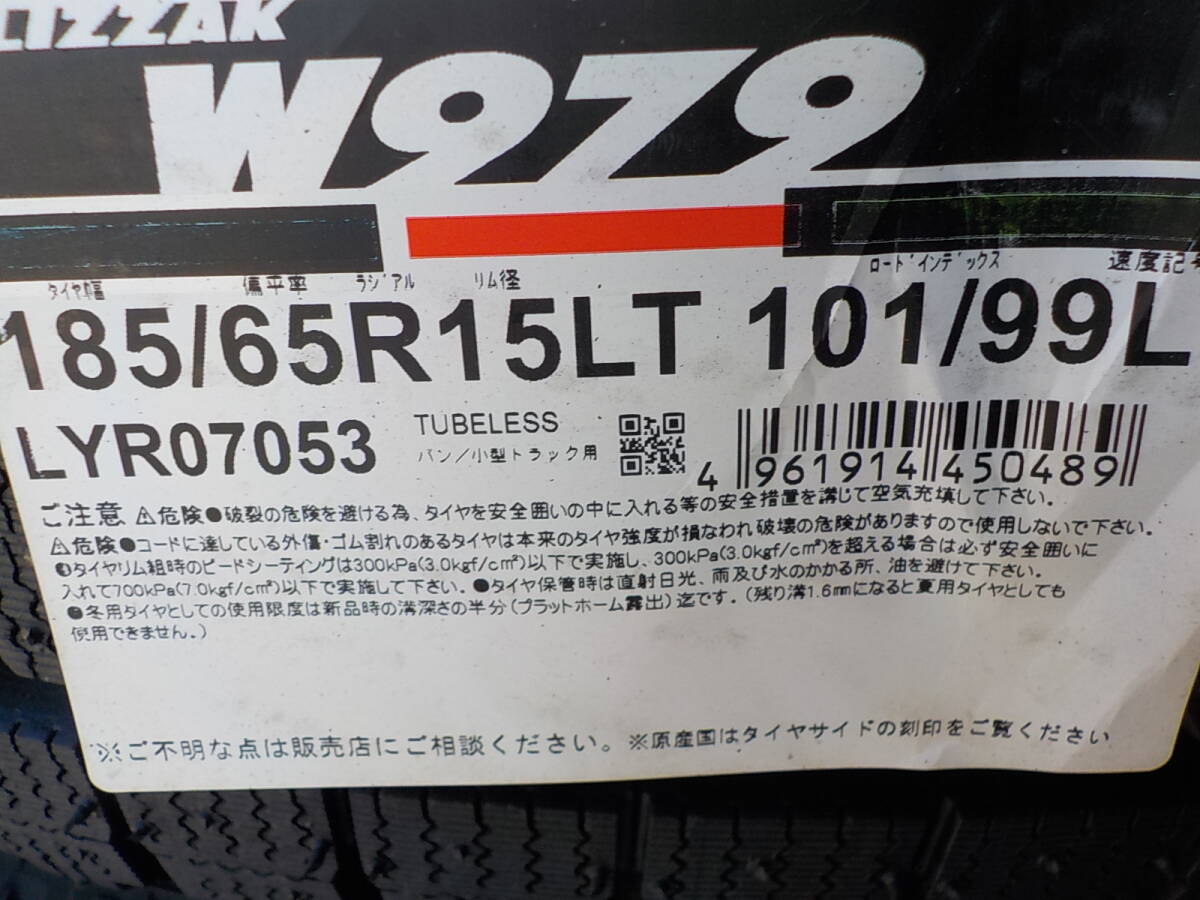 LIZZAK
W979
タイヤ幅 偏平率 ラジアル リム径 ロードインデックス 速度記号
185/65R15LT 101/99L
LYR07053 TUBELESS
バン/小型トラック用
4 961914 450489
ご注意 ⚠危険●破裂の危険を避ける為、タイヤを安全囲いの中に入れる等の安全措置を講じて空気充填して下さい。
⚠危険●コードに達している外傷・ゴム割れのあるタイヤは本来のタイヤ強度が損なわれ破壊の危険がありますので使用しないで下さい。
●タイヤリム組時のビードシーティングは300kPa(3.0kgf/c㎡)以下で実施し、300kPa(3.0kgf/c㎡)を超える場合は必ず安全囲いに
入れて700kPa(7.0kgf/c㎡)以下で実施して下さい。●タイヤ保管時は直射日光、雨及び水のかかる所、油を避けて下さい。
●冬用タイヤとしての使用限度は新品時の溝深さの半分(プラットホーム露出)迄です。(残り溝1.6㎜になると夏用タイヤとしても
使用できません。)
※ご不明な点は販売店にご相談ください。※原産国はタイヤサイドの刻印をご覧ください